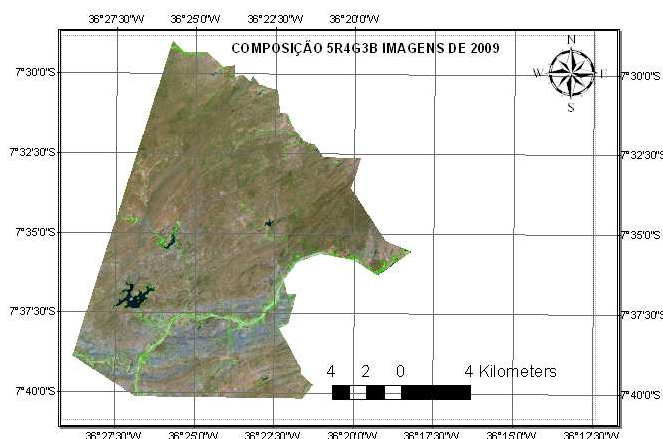 36°27'30"W 36°25'0"W 36°22'30"W 36°20'0"W
COMPOSIÇÃO 5R4G3B IMAGENS DE 2009
N
W E
S
7°30'0"S 7°30'0"S
7°32'30"S 7°32'30"S
7°35'0"S 7°35'0"S
7°37'30"S 7°37'30"S
4 2 0 4 Kilometers
7°40'0"S 7°40'0"S
36°27'30"W 36°25'0"W 36°22'30"W 36°20'0"W 36°17'30"W 36°15'0"W 36°12'30"W